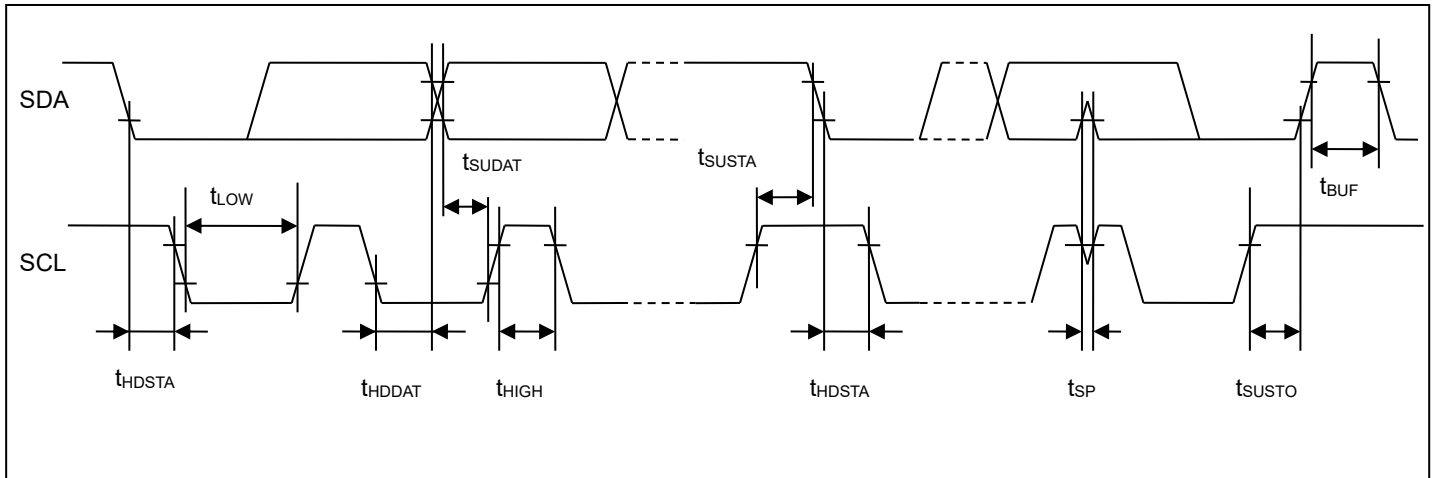 SDA
tSUDAT
tSUSTA
tLOW
tBUF
SCL
tHDSTA
tHDDAT
tHIGH
tHDSTA
tSP
tSUSTO